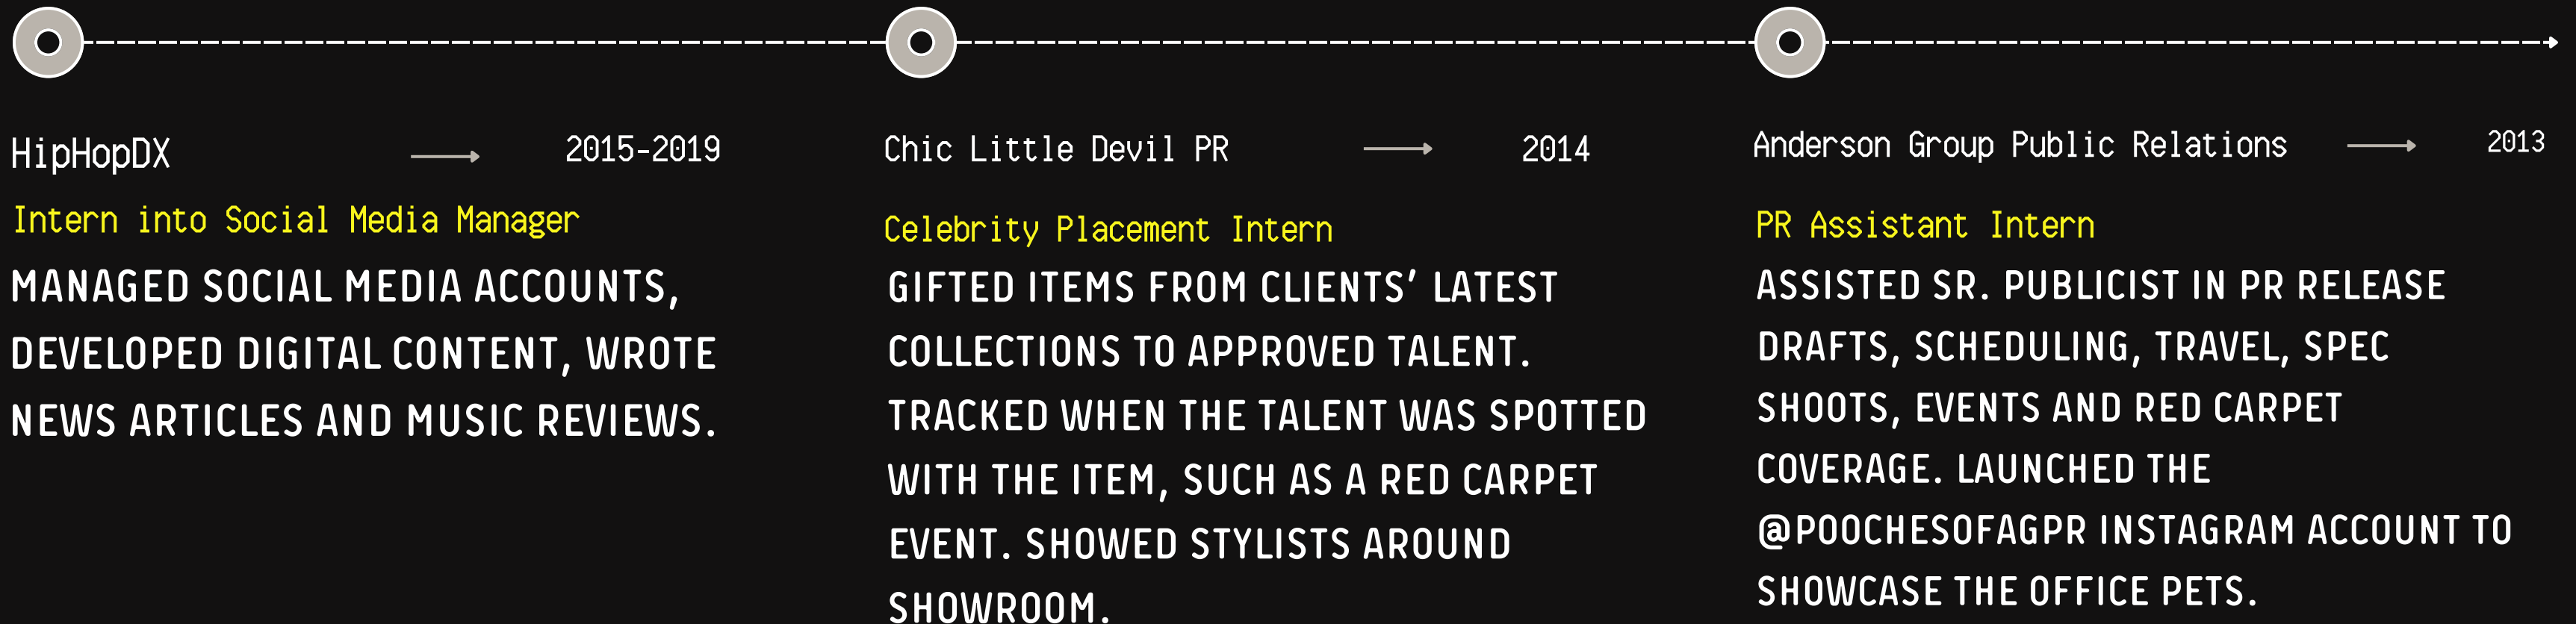 HipHopDX 2015-2019
Intern into Social Media Manager
MANAGED SOCIAL MEDIA ACCOUNTS,
DEVELOPED DIGITAL CONTENT, WROTE
NEWS ARTICLES AND MUSIC REVIEWS.
Chic Little Devil PR 2014
Celebrity Placement Intern
GIFTED ITEMS FROM CLIENTS’ LATEST
COLLECTIONS TO APPROVED TALENT.
TRACKED WHEN THE TALENT WAS SPOTTED
WITH THE ITEM, SUCH AS A RED CARPET
EVENT. SHOWED STYLISTS AROUND
SHOWROOM.
Anderson Group Public Relations 2013
PR Assistant Intern
ASSISTED SR. PUBLICIST IN PR RELEASE
DRAFTS, SCHEDULING, TRAVEL, SPEC
SHOOTS, EVENTS AND RED CARPET
COVERAGE. LAUNCHED THE
@POOCHESOFAGPR INSTAGRAM ACCOUNT TO
SHOWCASE THE OFFICE PETS.